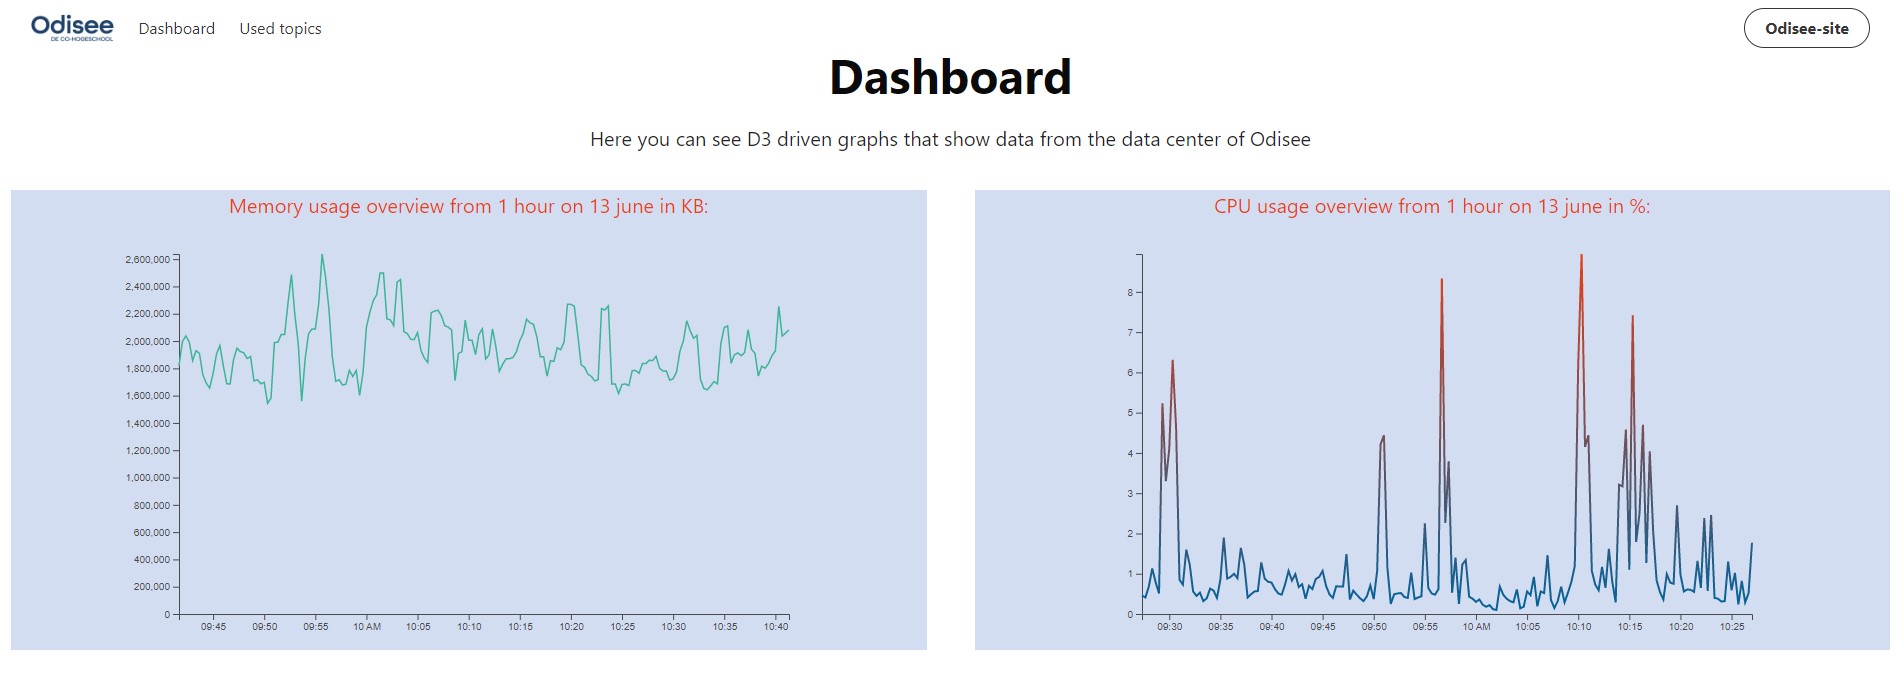 Odisee
DE CO-HOGESCHOOL
Dashboard
Used topics
Odisee-site
Dashboard
Here you can see D3 driven graphs that show data from the data center of Odisee
Memory usage overview from 1 hour on 13 june in KB:
2,600,000
2,400,000
2,200,000
2,000,000
1,800,000
1,600,000
1,400,000
1,200,000
1,000,000
800,000
600,000
400,000
200,000
0
09:45 09:50 09:55 10 AM 10:05 10:10 10:15 10:20 10:25 10:30 10:35 10:40
CPU usage overview from 1 hour on 13 june in %:
8
7
6
5
4
3
2
1
0
09:30 09:35 09:40 09:45 09:50 09:55 10 AM 10:05 10:10 10:15 10:20 10:25